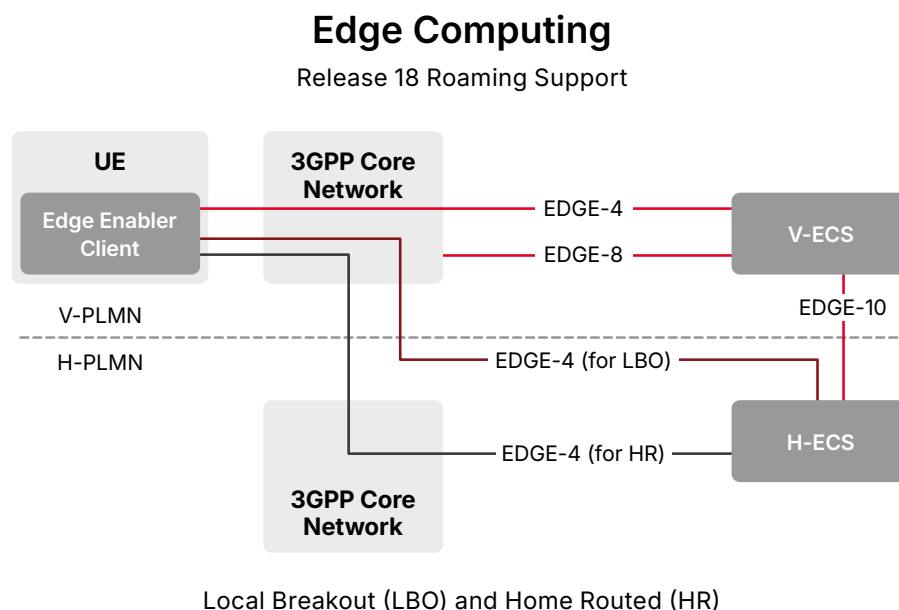 Edge Computing
Release 18 Roaming Support
UE
3GPP Core
Network
Edge Enabler
Client
EDGE-4
V-ECS
EDGE-8
EDGE-10
V-PLMN
H-PLMN
EDGE-4 (for LBO)
H-ECS
EDGE-4 (for HR)
3GPP Core
Network
Local Breakout (LBO) and Home Routed (HR)